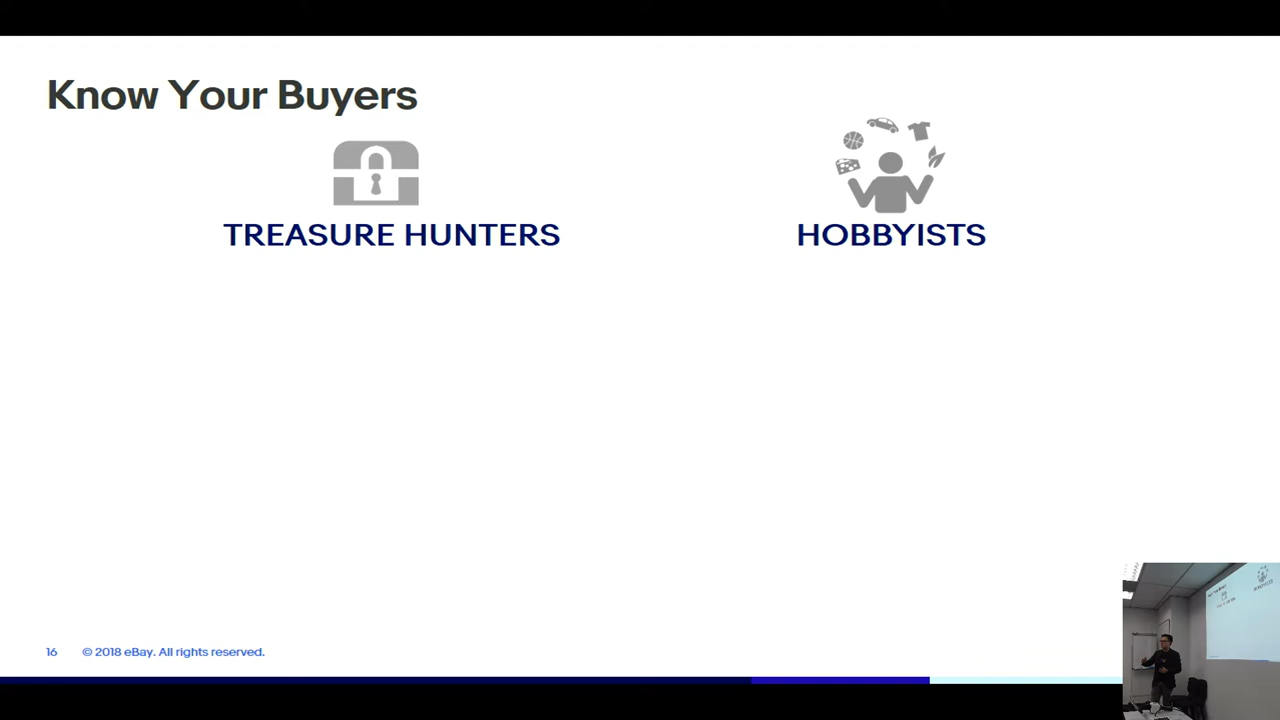 Know Your Buyers
TREASURE HUNTERS
HOBBYISTS
16
© 2018 eBay. All rights reserved.